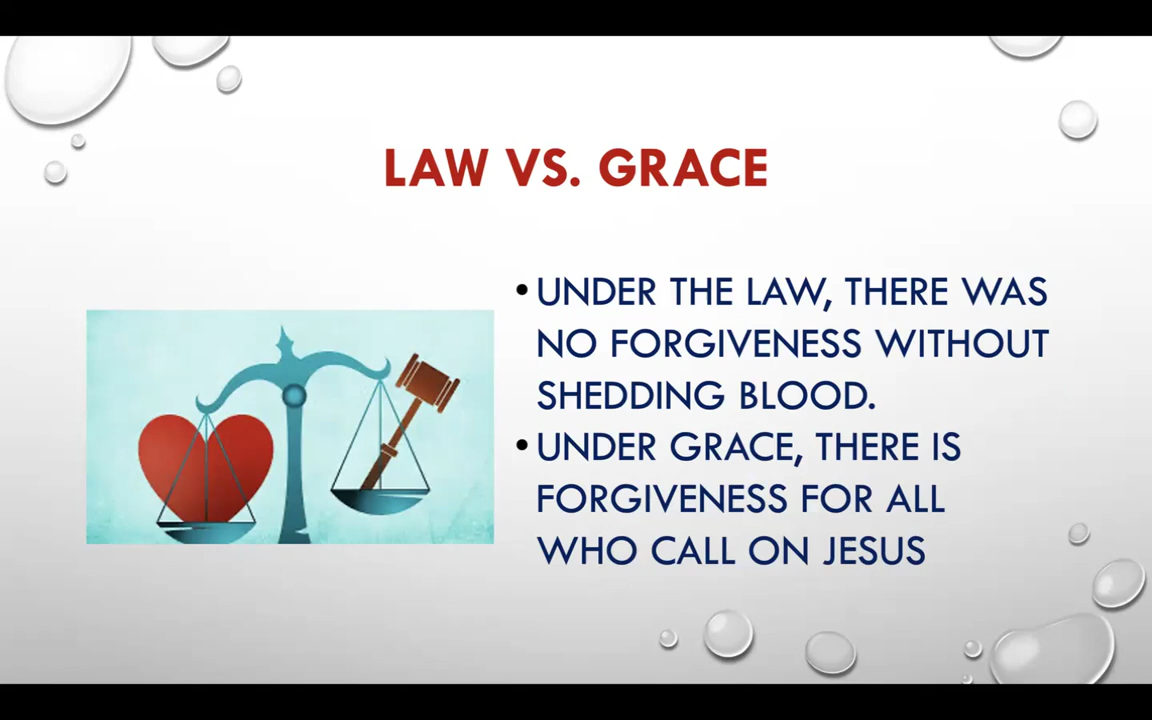 LAW VS. GRACE
• UNDER THE LAW, THERE WAS
NO FORGIVENESS WITHOUT
SHEDDING BLOOD.
• UNDER GRACE, THERE IS
FORGIVENESS FOR ALL
WHO CALL ON JESUS